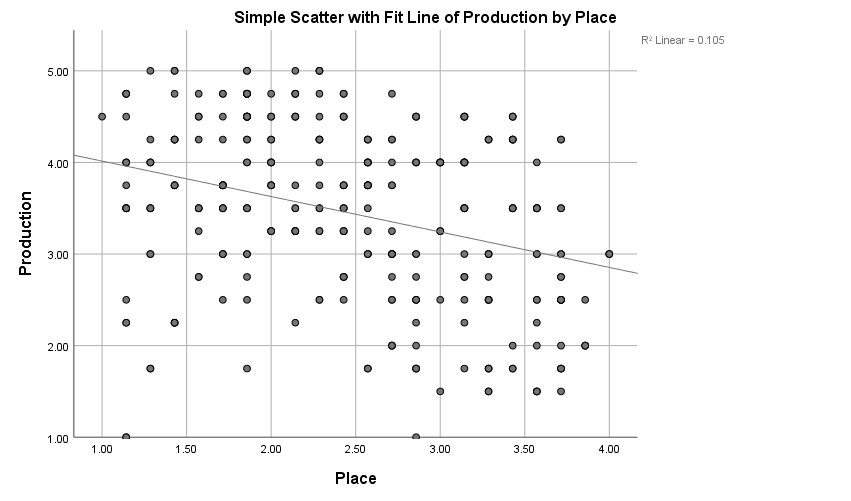 Simple Scatter with Fit Line of Production by Place
R² Linear = 0.105
5.00
4.00
3.00
2.00
1.00
Production
1.00 1.50 2.00 2.50 3.00 3.50 4.00
Place